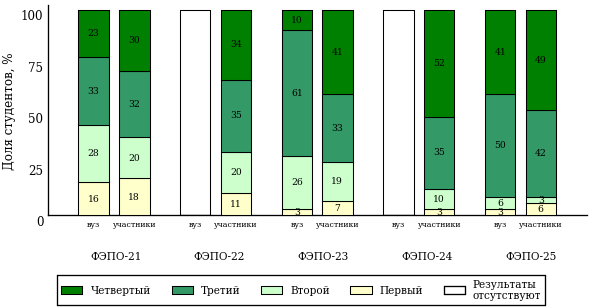 Доля студентов, %
100
75
50
25
0
23 30 34 10 41 52 41 49
33 32 35 61 33 35 50 42
28 20 20 26 19 10 6 3
16 18 11 3 7 3 3 6
вуз участники вуз участники вуз участники вуз участники вуз участники
ФЭПО-21 ФЭПО-22 ФЭПО-23 ФЭПО-24 ФЭПО-25
Четвертый Третий Второй Первый Результаты
отсутствуют